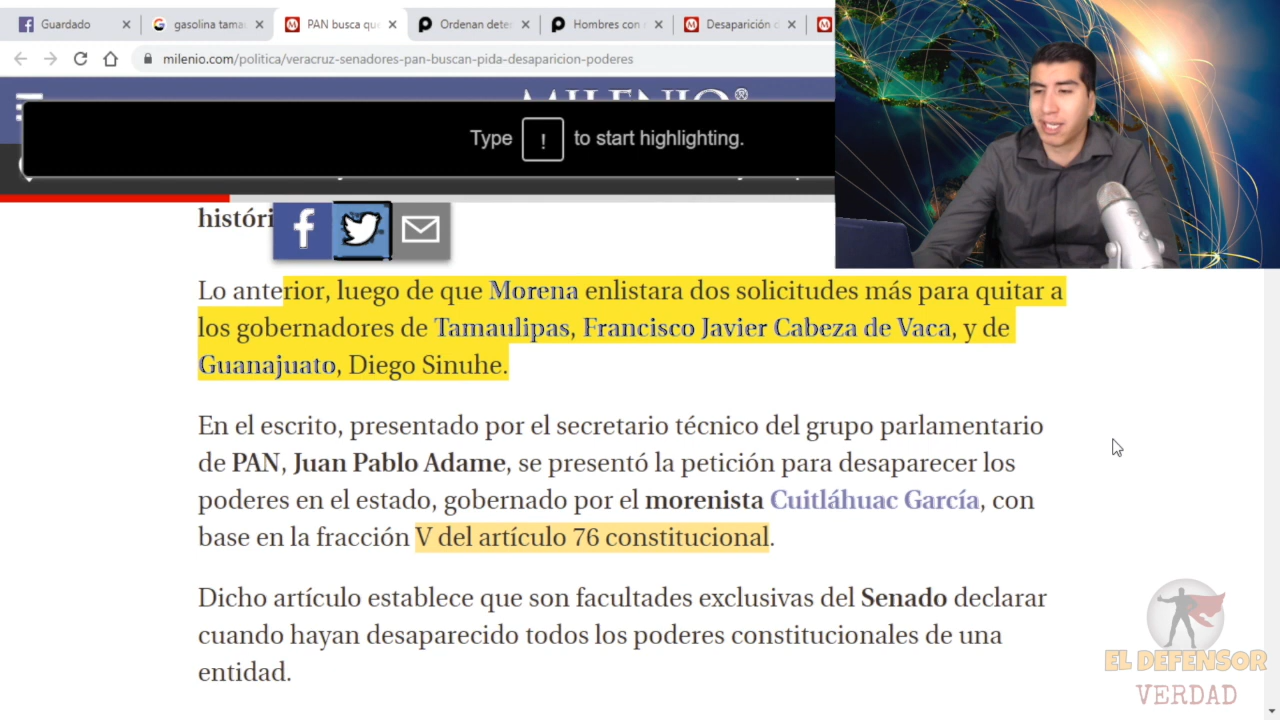 Guardado
gasolina tamau
PAN busca que
Ordenan deten
Hombres con r
Desaparición d
milenio.com/politica/veracruz-senadores-pan-buscan-pida-desaparicion-poderes
MILENIO
Type ! to start highlighting.
históri
Lo anterior, luego de que Morena enlistara dos solicitudes más para quitar a
los gobernadores de Tamaulipas, Francisco Javier Cabeza de Vaca, y de
Guanajuato, Diego Sinuhe.
En el escrito, presentado por el secretario técnico del grupo parlamentario
de PAN, Juan Pablo Adame, se presentó la petición para desaparecer los
poderes en el estado, gobernado por el morenista Cuitláhuac García, con
base en la fracción V del artículo 76 constitucional.
Dicho artículo establece que son facultades exclusivas del Senado declarar
cuando hayan desaparecido todos los poderes constitucionales de una
entidad.
EL DEFENSOR
VERDAD